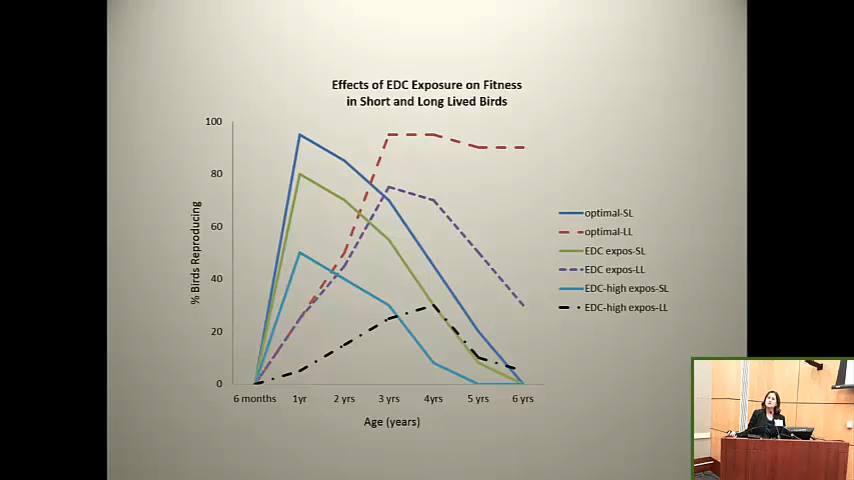 Effects of EDC Exposure on Fitness
in Short and Long Lived Birds
100
80
60
40
20
0
% Birds Reproducing
6 months 1yr 2 yrs 3 yrs 4yrs 5 yrs 6 yrs
Age (years)
optimal-SL
optimal-LL
EDC expos-SL
EDC expos-LL
EDC-high expos-SL
EDC-high expos-LL